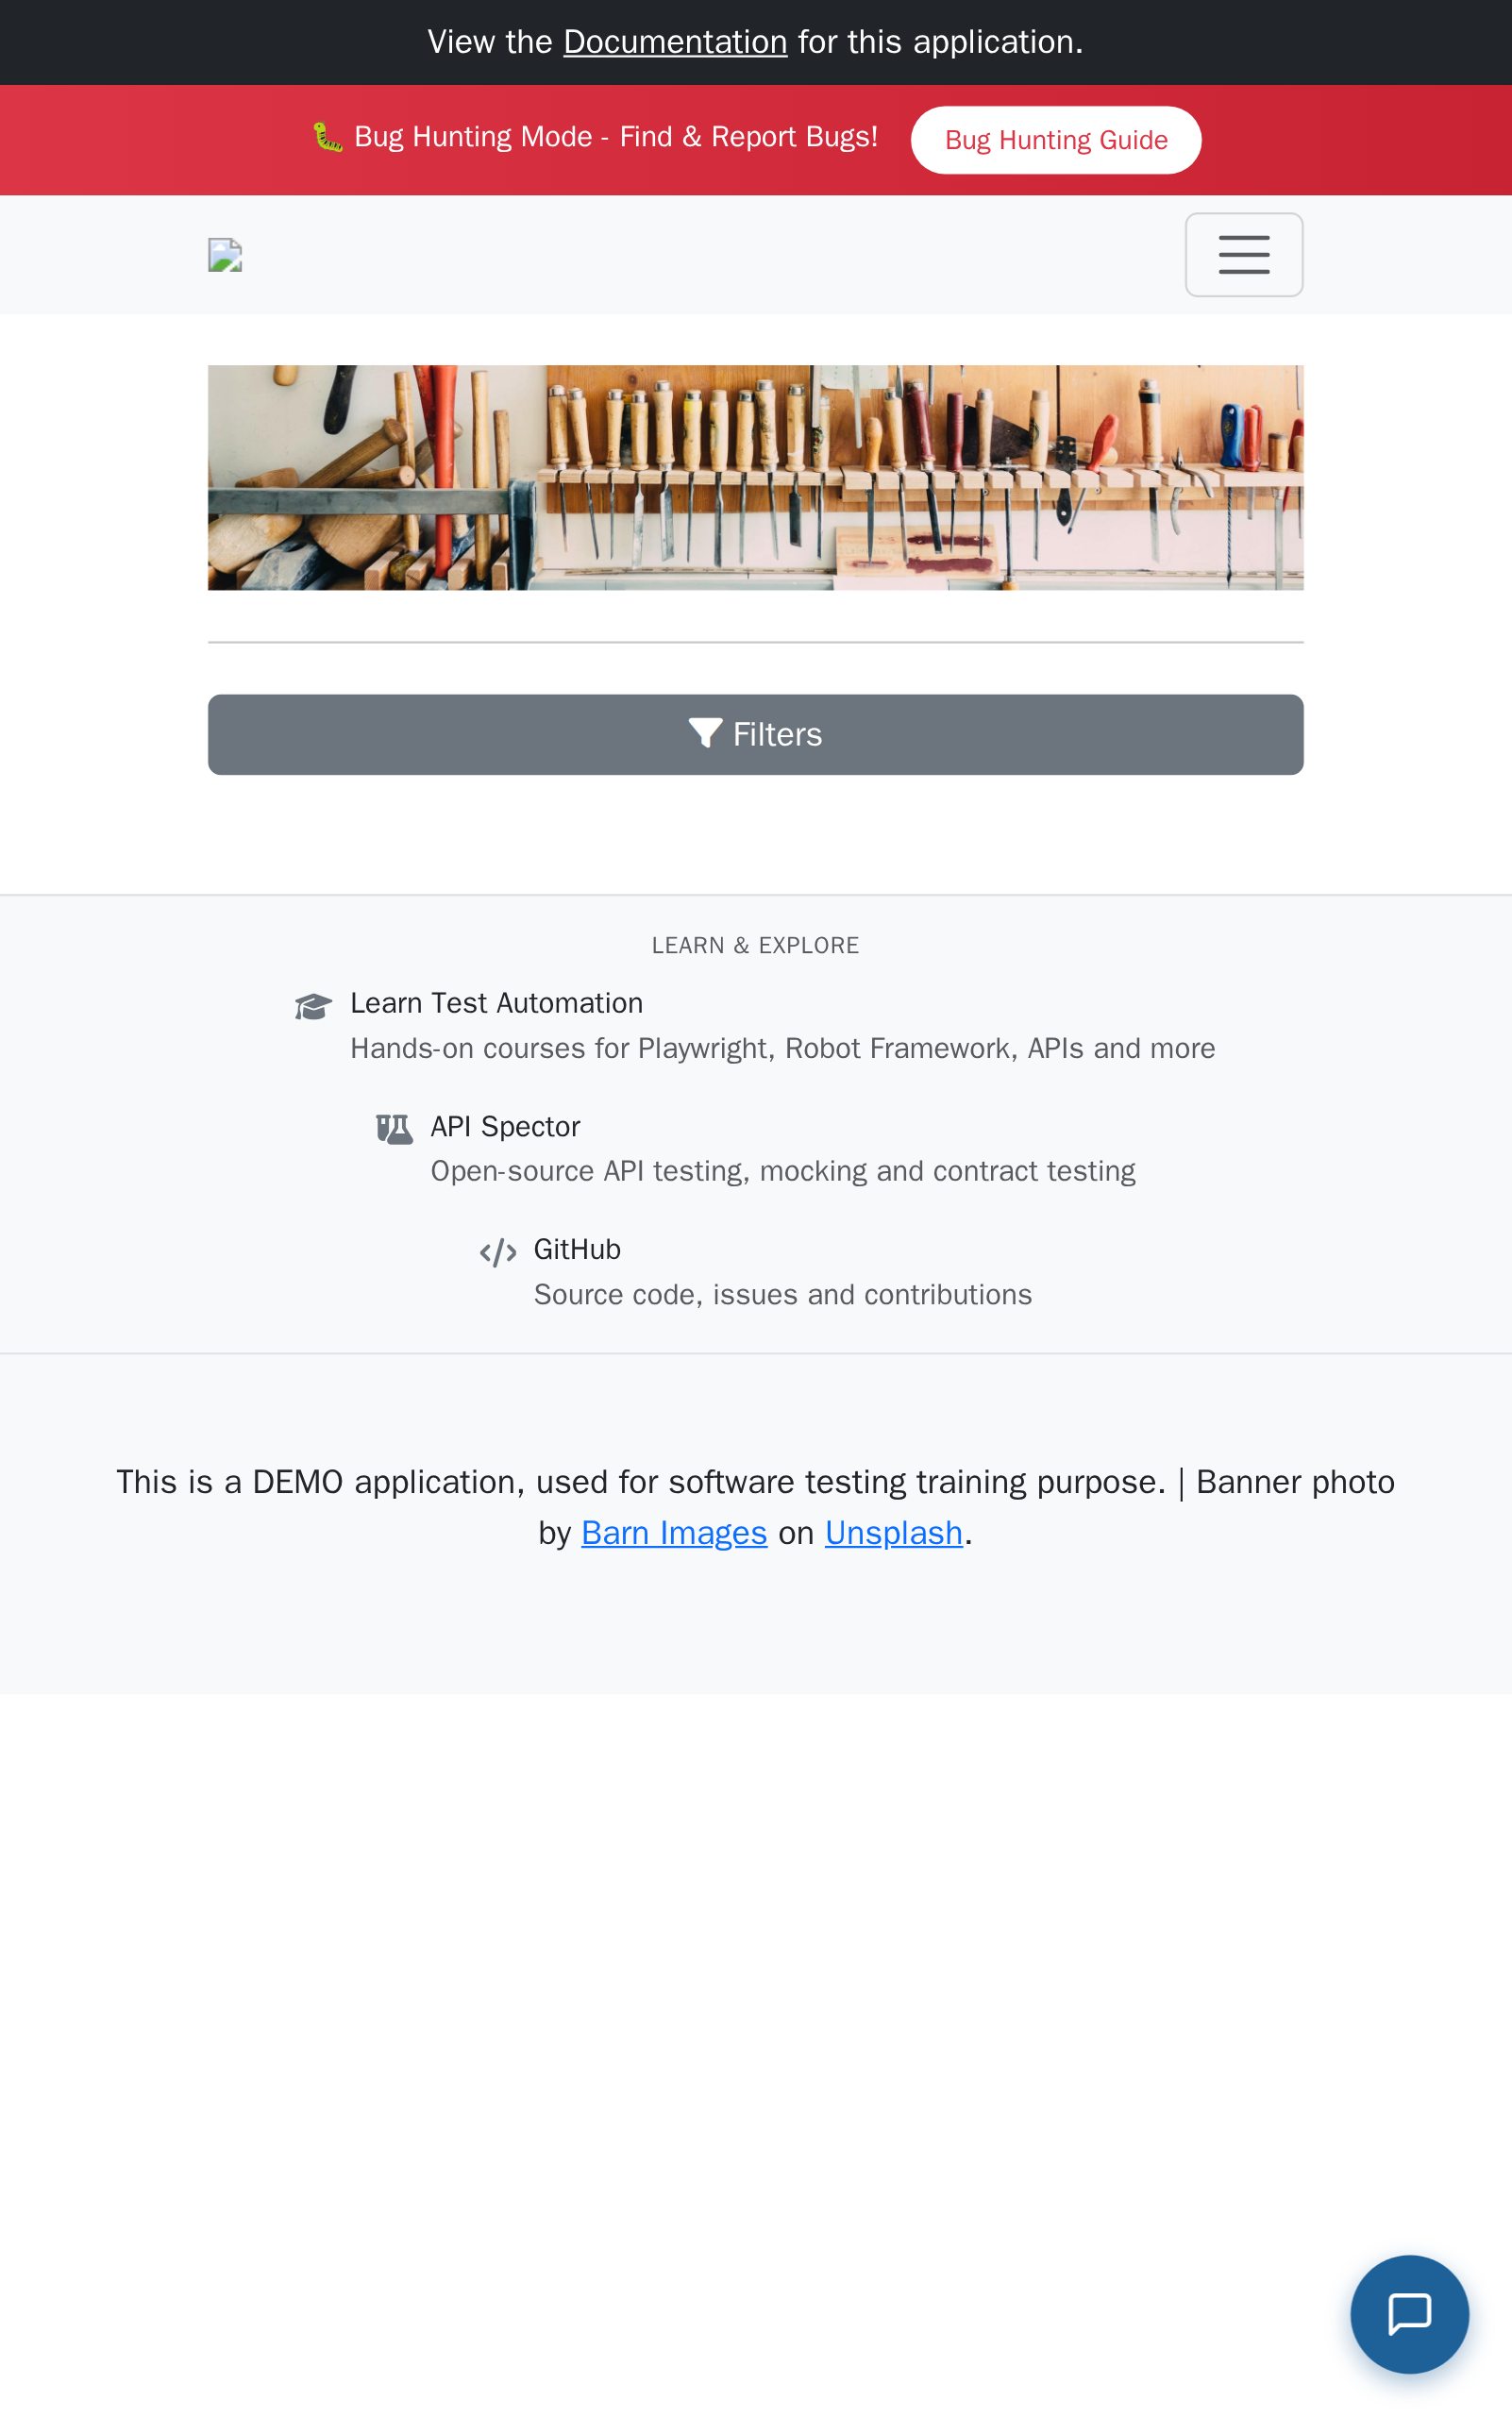 View the Documentation for this application.
🐛 Bug Hunting Mode - Find & Report Bugs!
Bug Hunting Guide
Filters
LEARN & EXPLORE
Learn Test Automation
Hands-on courses for Playwright, Robot Framework, APIs and more
API Spector
Open-source API testing, mocking and contract testing
GitHub
Source code, issues and contributions
This is a DEMO application, used for software testing training purpose. | Banner photo
by Barn Images on Unsplash.